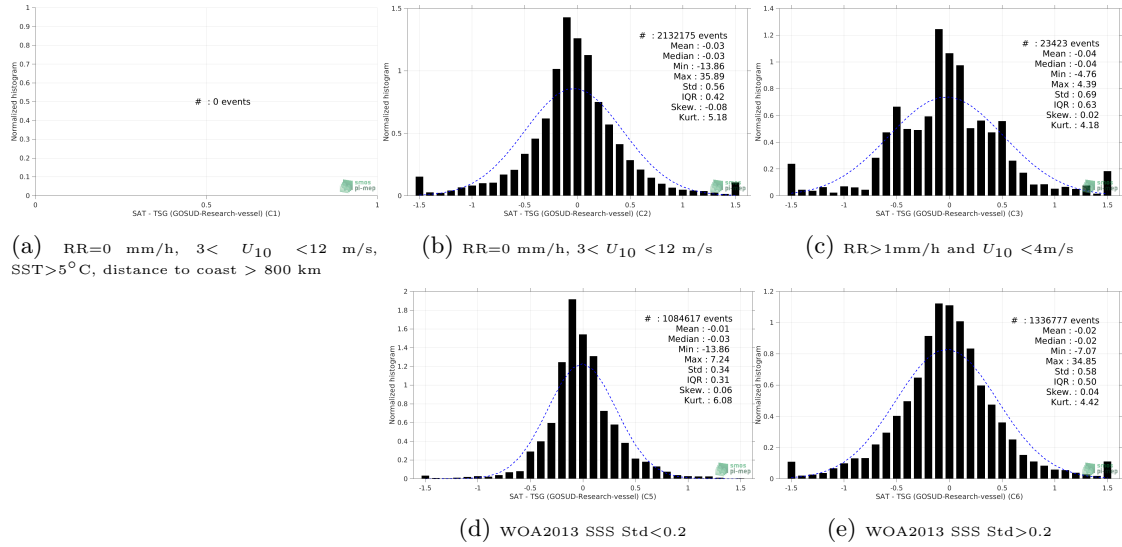 1
0.9
0.8
0.7
0.6
0.5
0.4
0.3
0.2
0.1
0
Normalized histogram
# : 0 events
smos
pi-mep
0 0.5 1
SAT - TSG (GOSUD-Research-vessel) (C1)
(a) RR=0 mm/h, 3< U10 <12 m/s,
SST>5°C, distance to coast > 800 km
1.5
1
0.5
0
Normalized histogram
# : 2132175 events
Mean : -0.03
Median : -0.03
Min : -13.86
Max : 35.89
Std : 0.56
IQR : 0.42
Skew. : -0.08
Kurt. : 5.18
smos
pi-mep
-1.5 -1 -0.5 0 0.5 1 1.5
SAT - TSG (GOSUD-Research-vessel) (C2)
(b) RR=0 mm/h, 3< U10 <12 m/s
1.4
1.2
1
0.8
0.6
0.4
0.2
0
Normalized histogram
# : 23423 events
Mean : -0.04
Median : -0.04
Min : -4.76
Max : 4.39
Std : 0.69
IQR : 0.63
Skew. : 0.02
Kurt. : 4.18
smos
pi-mep
-1.5 -1 -0.5 0 0.5 1 1.5
SAT - TSG (GOSUD-Research-vessel) (C3)
(c) RR>1mm/h and U10 <4m/s
2
1.8
1.6
1.4
1.2
1
0.8
0.6
0.4
0.2
0
Normalized histogram
# : 1084617 events
Mean : -0.01
Median : -0.03
Min : -13.86
Max : 7.24
Std : 0.34
IQR : 0.31
Skew. : 0.06
Kurt. : 6.08
smos
pi-mep
-1.5 -1 -0.5 0 0.5 1 1.5
SAT - TSG (GOSUD-Research-vessel) (C5)
(d) WOA2013 SSS Std<0.2
1.2
1
0.8
0.6
0.4
0.2
0
Normalized histogram
# : 1336777 events
Mean : -0.02
Median : -0.02
Min : -7.07
Max : 34.85
Std : 0.58
IQR : 0.50
Skew. : 0.04
Kurt. : 4.42
smos
pi-mep
-1.5 -1 -0.5 0 0.5 1 1.5
SAT - TSG (GOSUD-Research-vessel) (C6)
(e) WOA2013 SSS Std>0.2